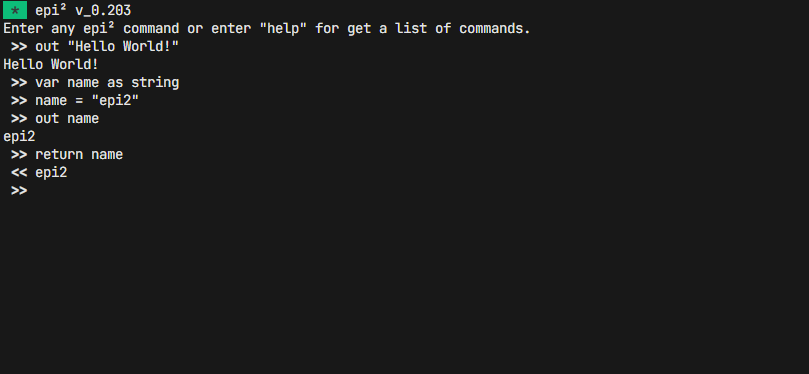 * epi² v_0.203
Enter any epi² command or enter "help" for get a list of commands.
>> out "Hello World!"
Hello World!
>> var name as string
>> name = "epi2"
>> out name
epi2
>> return name
<< epi2
>>